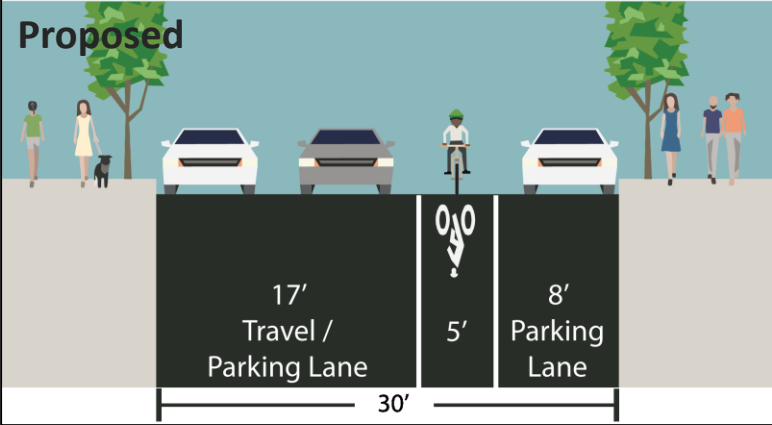 Proposed
17’
Travel /
Parking Lane
5’
8’
Parking
Lane
30’